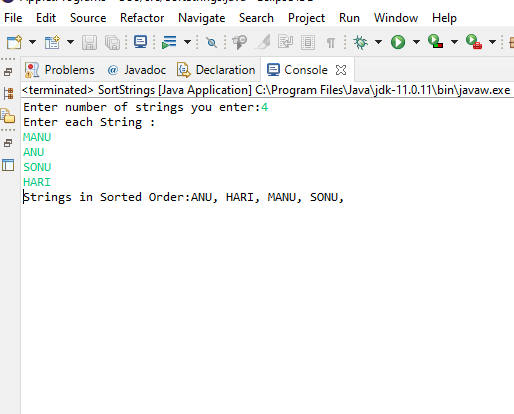 File Edit Source Refactor Navigate Search Project Run Window Help
Problems @ Javadoc Declaration Console
<terminated> SortStrings [Java Application] C:\Program Files\Java\jdk-11.0.11\bin\javaw.exe
Enter number of strings you enter:4
Enter each String :
MANU
ANU
SONU
HARI
Strings in Sorted Order:ANU, HARI, MANU, SONU,